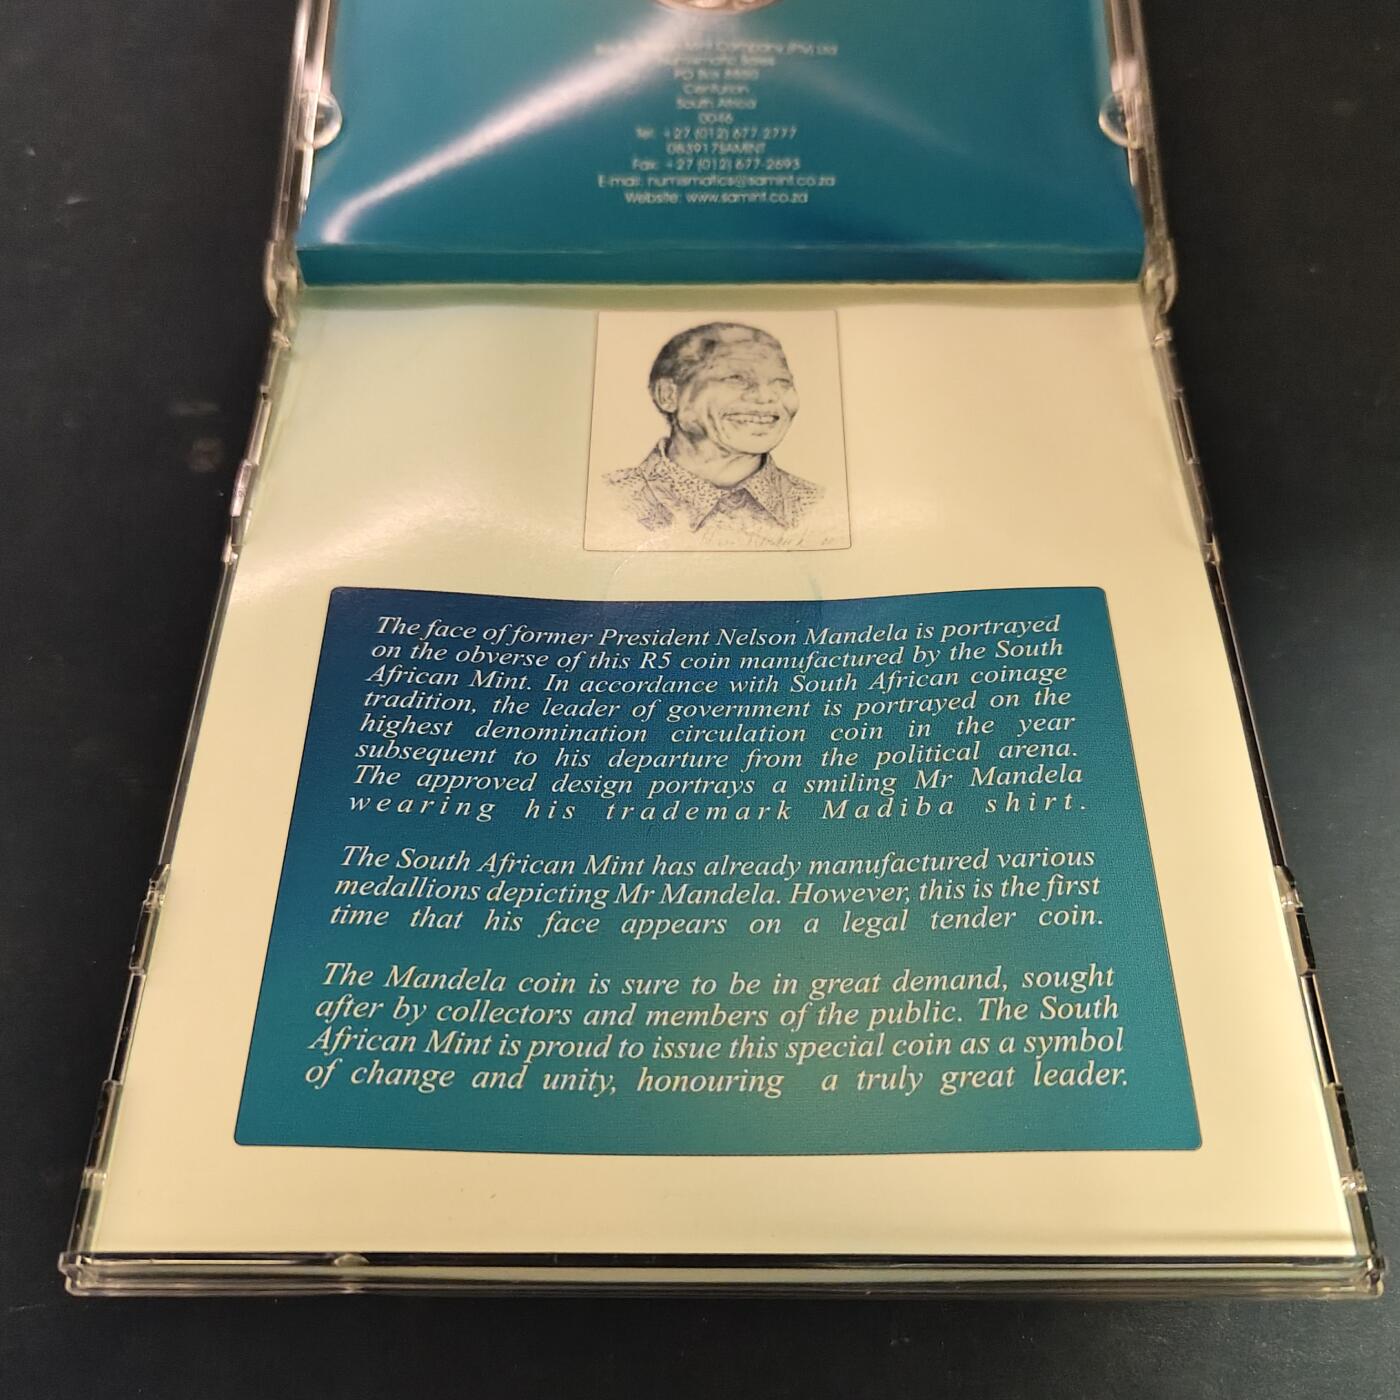 Mint Company (Pty) Ltd
Numismatic Sales
PO Box
Centurion
South Africa
0046
Tel: +27 (012) 677 2777
083917SAMINT
Fax: +27 (012) 677-2693
E-mail: numismatics@samint.co.za
Website: www.samint.co.za
The face of former President Nelson Mandela is portrayed
on the obverse of this R5 coin manufactured by the South
African Mint. In accordance with South African coinage
tradition, the leader of government is portrayed on the
highest denomination circulation coin in the year
subsequent to his departure from the political arena.
The approved design portrays a smiling Mr Mandela
wearing his trademark Madiba shirt.
The South African Mint has already manufactured various
medallions depicting Mr Mandela. However, this is the first
time that his face appears on a legal tender coin.
The Mandela coin is sure to be in great demand, sought
after by collectors and members of the public. The South
African Mint is proud to issue this special coin as a symbol
of change and unity, honouring a truly great leader.